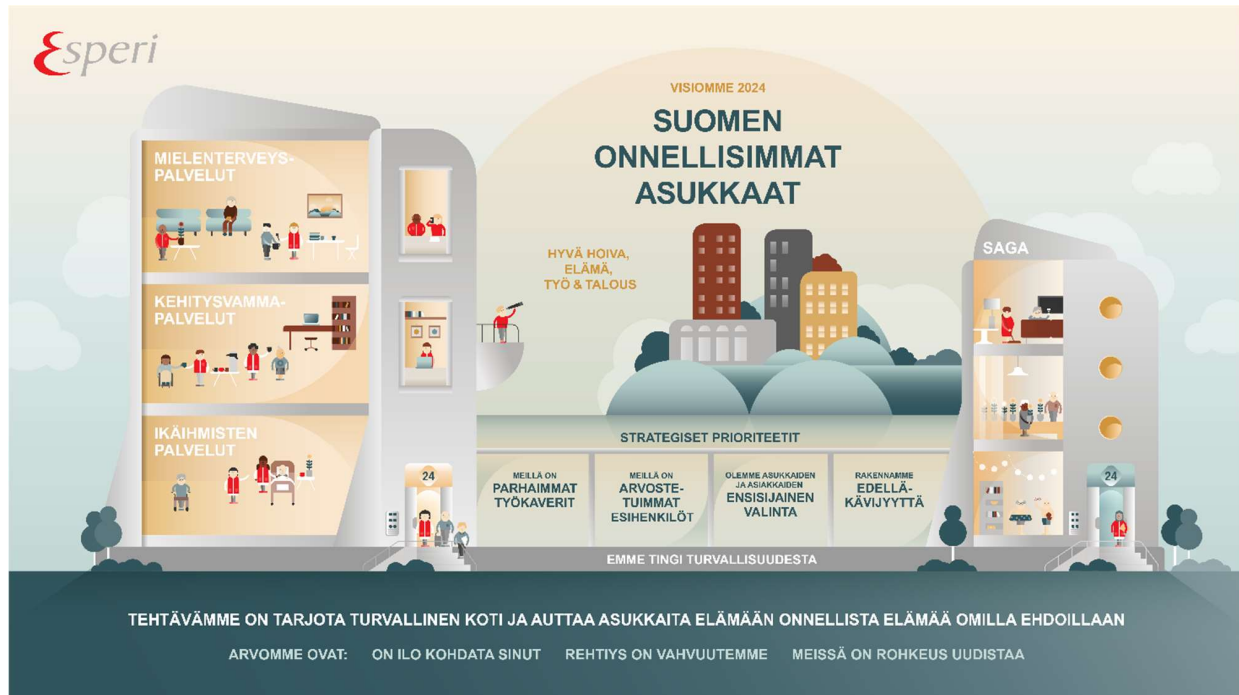 Esperi
VISIOMME 2024
SUOMEN
ONNELLISIMMAT
ASUKKAAT
HYVÄ HOIVA,
ELÄMÄ,
TYÖ & TALOUS
MIELENTERVEYS-
PALVELUT
KEHITYSVAMMA-
PALVELUT
IKÄIHMISTEN
PALVELUT
24
SAGA
24
STRATEGISET PRIORITEETIT
MEILLÄ ON
PARHAIMMAT
TYÖKAVERIT
MEILLÄ ON
ARVOSTE-
TUIMMAT
ESIHENKILÖT
OLEMME ASUKKAIDEN
JA ASIAKKAIDEN
ENSISIJAINEN
VALINTA
RAKENNAMME
EDELLÄ-
KÄVIJYYTTÄ
EMME TINGI TURVALLISUUDESTA
TEHTÄVÄMME ON TARJOTA TURVALLINEN KOTI JA AUTTAA ASUKKAITA ELÄMÄÄN ONNELLISTA ELÄMÄÄ OMILLA EHDOILLAAN
ARVOMME OVAT: ON ILO KOHDATA SINUT REHTIYS ON VAHVUUTEMME MEISSÄ ON ROHKEUS UUDISTAA